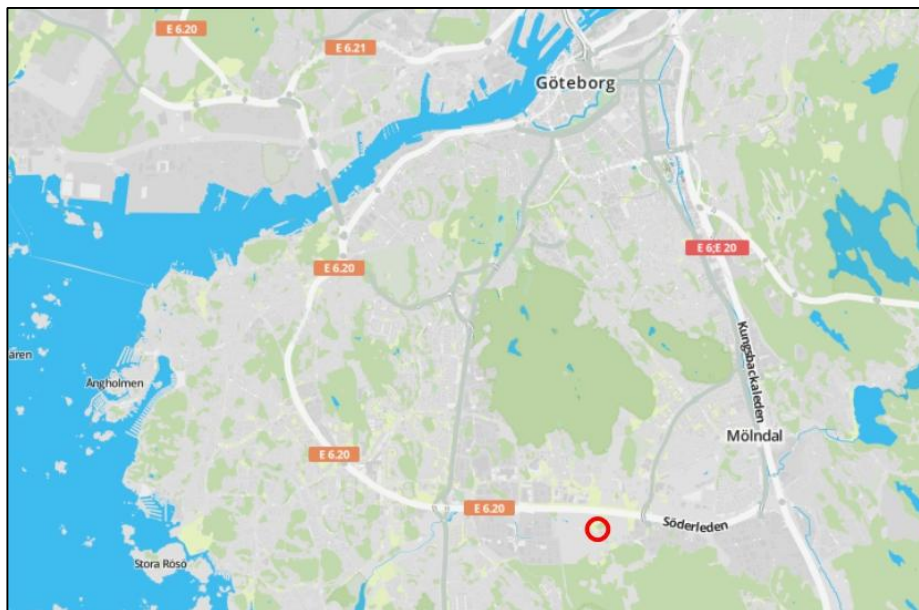 E 6.20
E 6.21
Göteborg
E 6;E 20
E 6.20
Kungsbackaleden
ären
Ängholmen
Mölndal
E 6.20
E 6.20
Söderleden
Stora Rösö